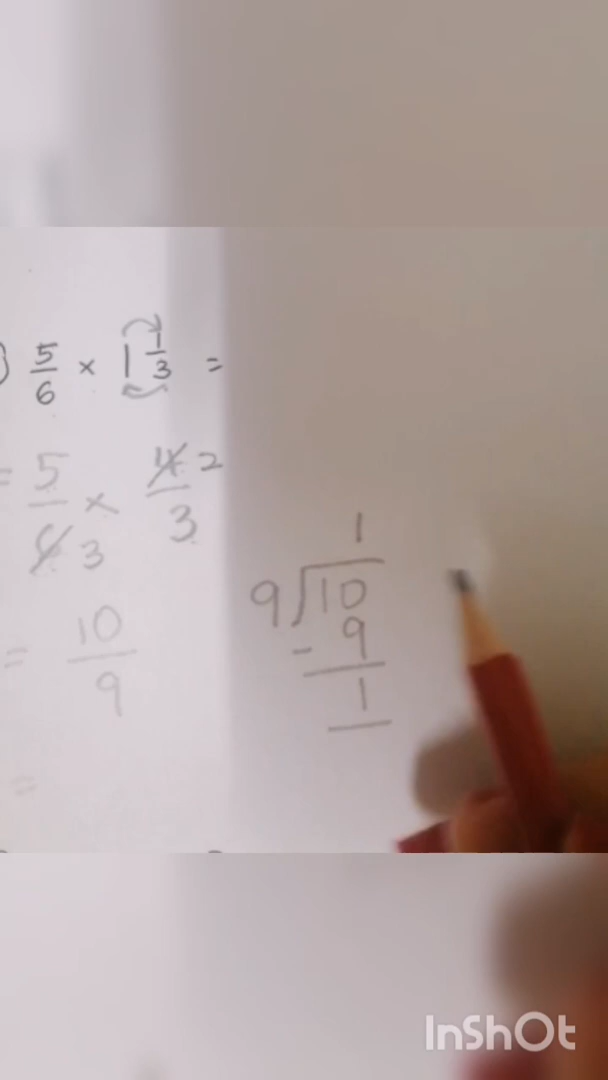 ) 5/6 × 1 1/3 =
= 5/6 3 × 4 2/3
= 10/9
=
1
9 ) 10
- 9
1
InShOt